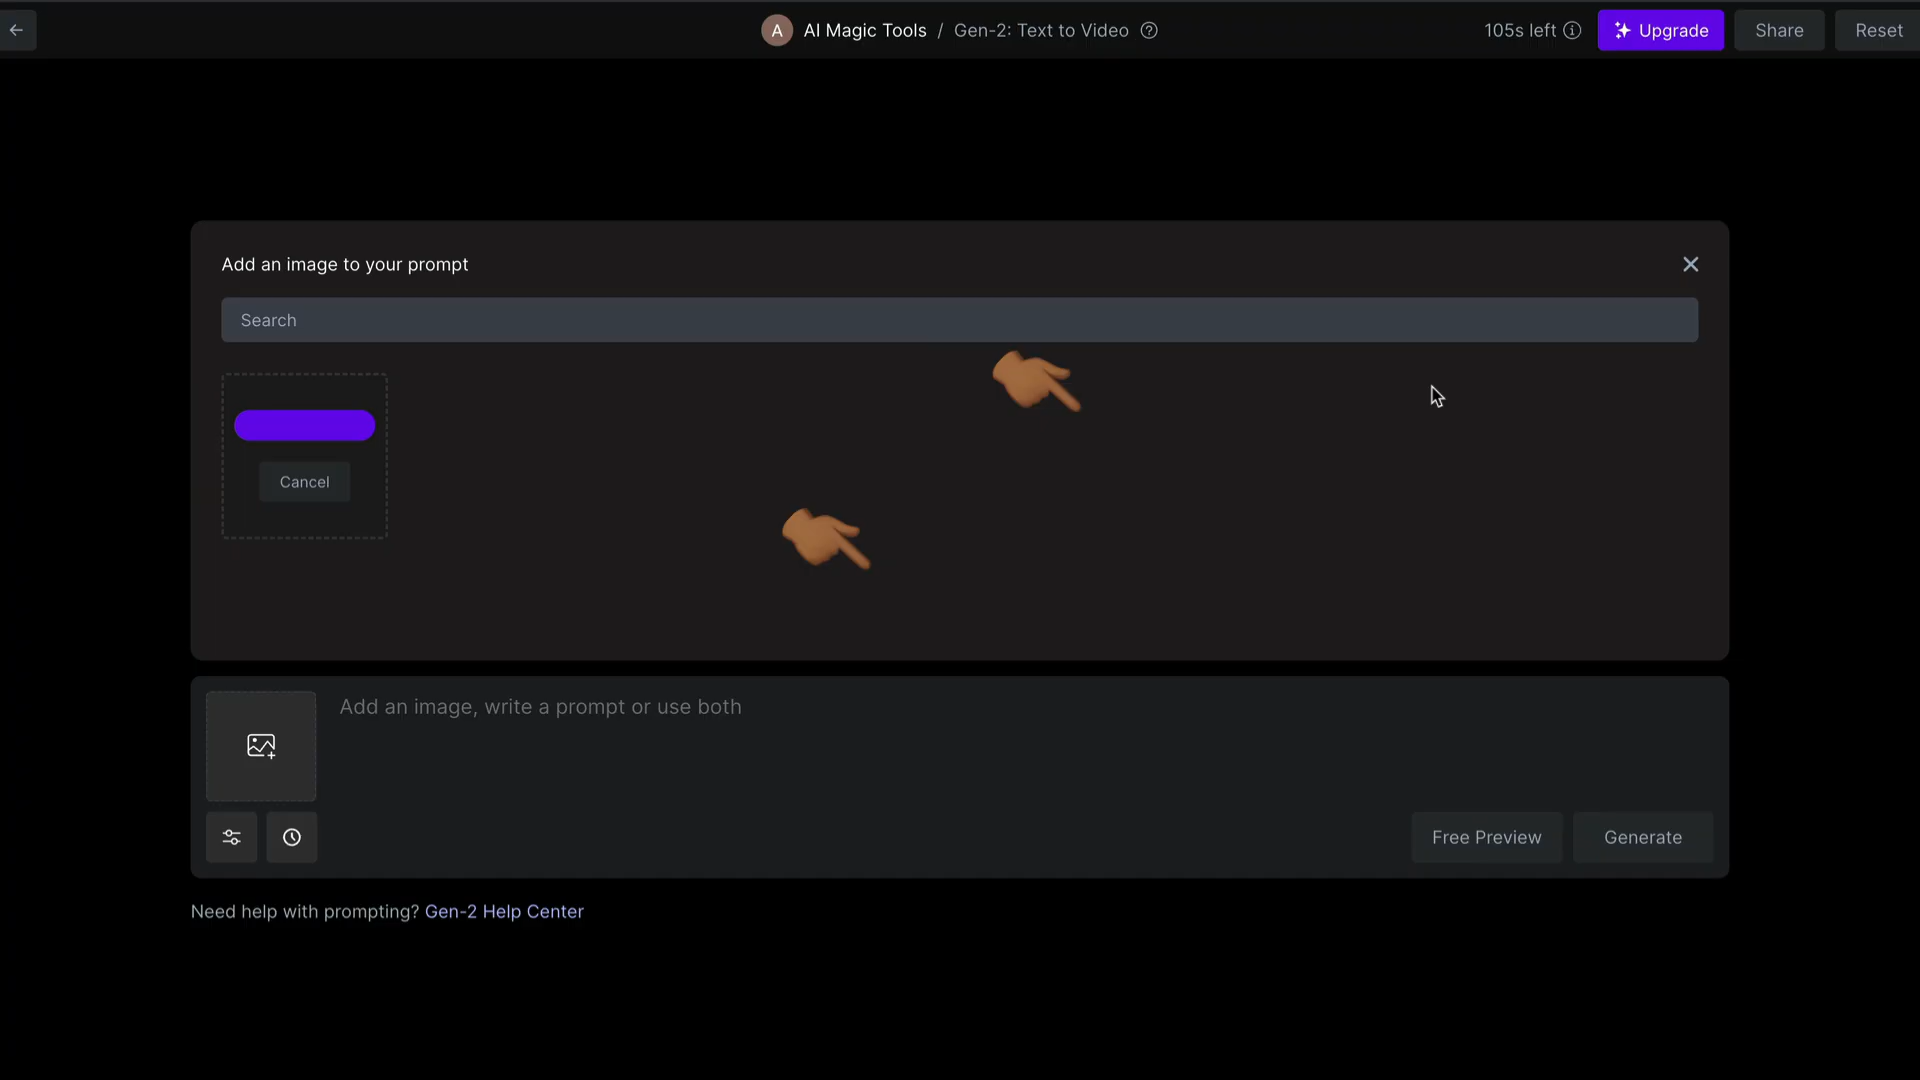 A AI Magic Tools / Gen-2: Text to Video
105s left
Upgrade
Share
Reset
Add an image to your prompt
Search
Cancel
Add an image, write a prompt or use both
Free Preview
Generate
Need help with prompting? Gen-2 Help Center